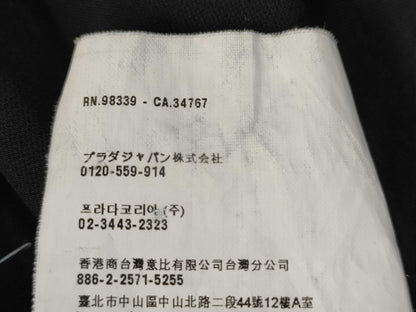 RN.98339 - CA.34767
プラダジャパン株式会社
0120-559-914
프라다코리아(주)
02-3443-2323
香港商台灣意比有限公司台灣分公司
886-2-2571-5255
臺北市中山區中山北路二段44號12樓A室